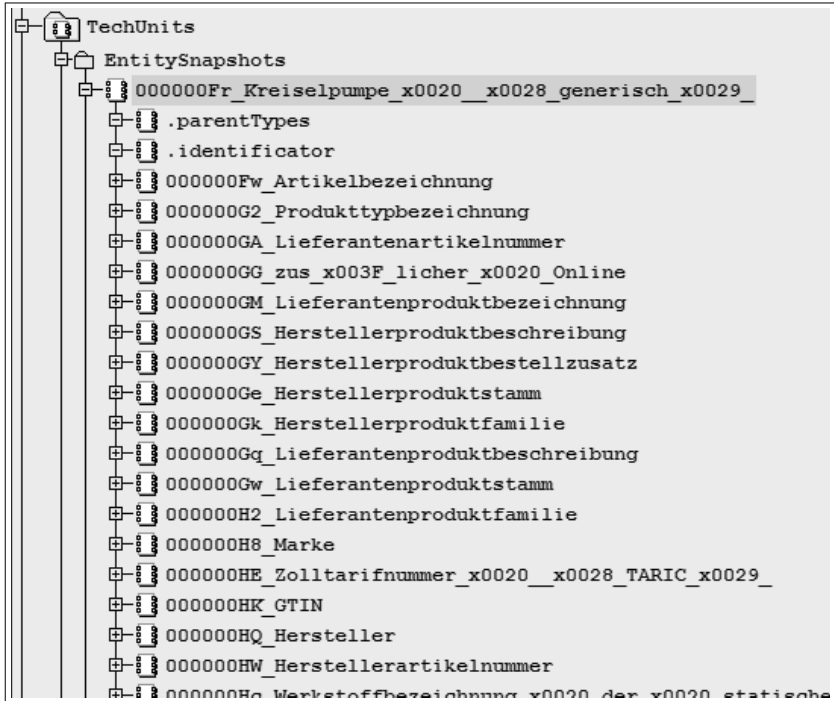 TechUnits
EntitySnapshots
000000Fr_Kreiselpumpe_x0020__x0028_generisch_x0029_
.parentTypes
.identificator
000000Fw_Artikelbezeichnung
000000G2_Produkttypbezeichnung
000000GA_Lieferantenartikelnummer
000000GG_zus_x003F_licher_x0020_Online
000000GM_Lieferantenproduktbezeichnung
000000GS_Herstellerproduktbeschreibung
000000GY_Herstellerproduktbestellzusatz
000000Ge_Herstellerproduktstamm
000000Gk_Herstellerproduktfamilie
000000Gq_Lieferantenproduktbeschreibung
000000Gw_Lieferantenproduktstamm
000000H2_Lieferantenproduktfamilie
000000H8_Marke
000000HE_Zolltarifnummer_x0020__x0028_TARIC_x0029_
000000HK_GTIN
000000HQ_Hersteller
000000HW_Herstellerartikelnummer
000000Hc_Werkstoffbezeichnung_x0020_der_x0020_statische